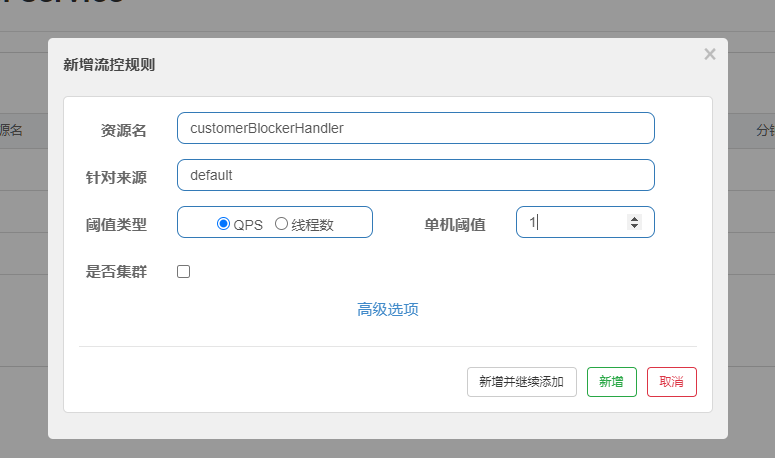 新增流控规则
×
源名
分钟
资源名 customerBlockerHandler
针对来源 default
阈值类型 QPS 线程数 单机阈值 1
是否集群
高级选项
新增并继续添加 新增 取消